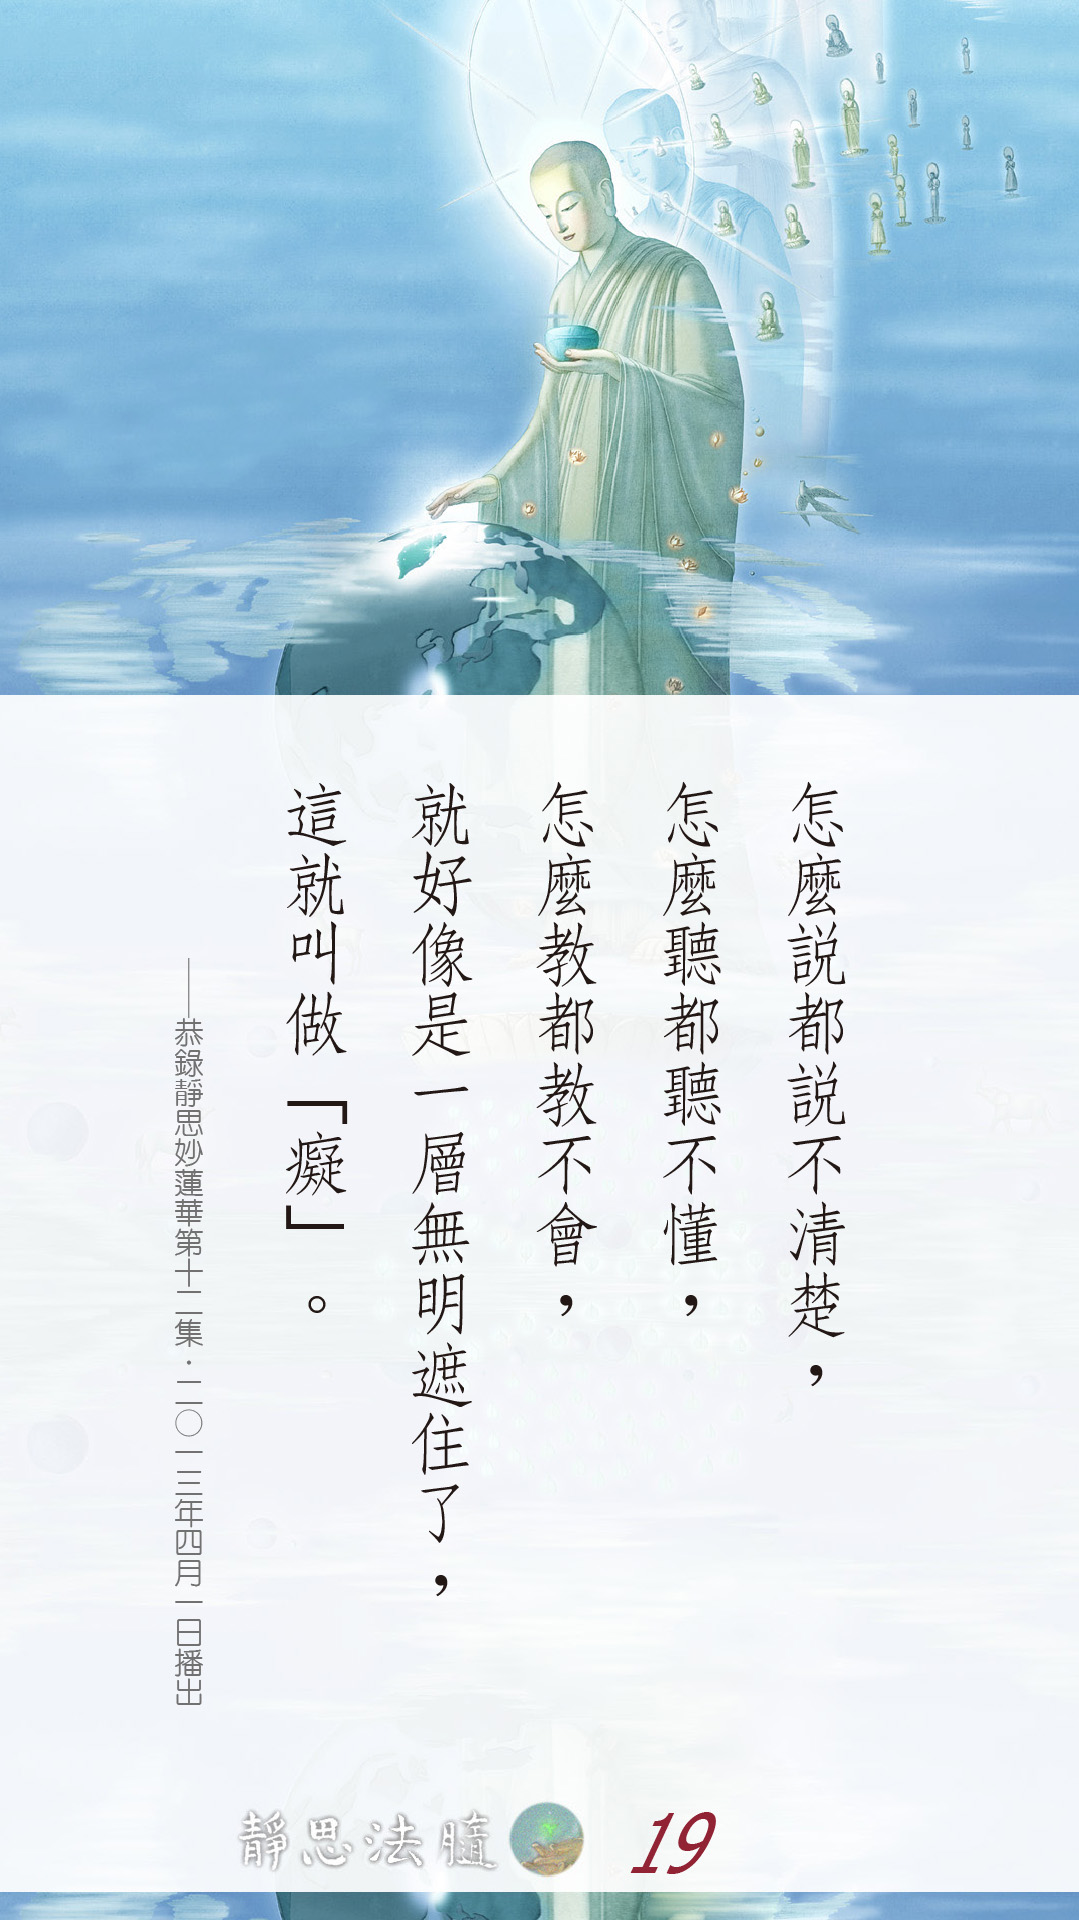 怎麼説都説不清楚，
怎麼聽都聽不懂，
怎麼教都教不會，
就好像是一層無明遮住了，
這就叫做「癡」。
——恭錄靜思妙蓮華第十二集·二〇一三年四月一日播出
靜思法髓
19